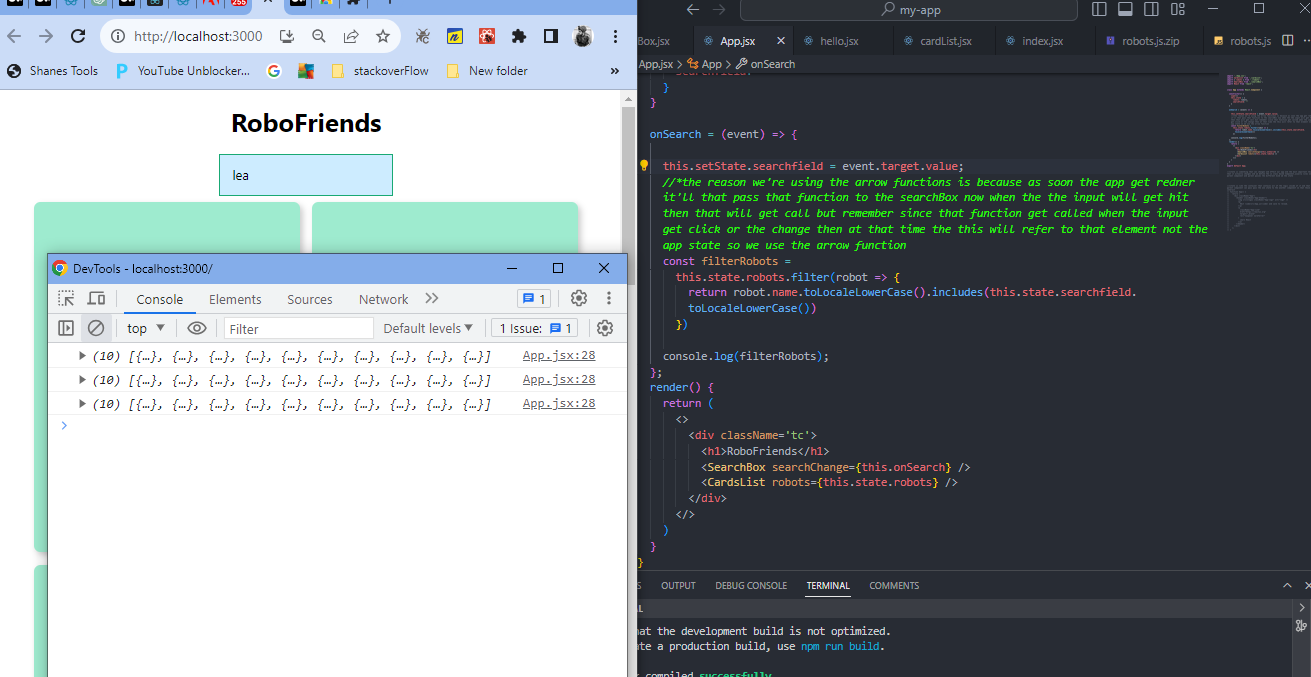 255
http://localhost:3000
Shanes Tools
YouTube Unblocker...
stackoverFlow
New folder
»
RoboFriends
lea
DevTools - localhost:3000/
Console
Elements
Sources
Network
1
top
Filter
Default levels
1 Issue:
1
(10) [{…}, {…}, {…}, {…}, {…}, {…}, {…}, {…}, {…}, {…}]
App.jsx:28
(10) [{…}, {…}, {…}, {…}, {…}, {…}, {…}, {…}, {…}, {…}]
App.jsx:28
(10) [{…}, {…}, {…}, {…}, {…}, {…}, {…}, {…}, {…}, {…}]
App.jsx:28
my-app
Box.jsx
App.jsx
hello.jsx
cardList.jsx
index.jsx
robots.js.zip
robots.js
App.jsx > App > onSearch
}
}
onSearch = (event) => {
this.setState.searchfield = event.target.value;
//*the reason we're using the arrow functions is because as soon the app get redner
it'll that pass that function to the searchBox now when the the input will get hit
then that will get call but remember since that function get called when the input
get click or the change then at that time the this will refer to that element not the
app state so we use the arrow function
const filterRobots =
this.state.robots.filter(robot => {
return robot.name.toLocaleLowerCase().includes(this.state.searchfield.
toLocaleLowerCase())
})
console.log(filterRobots);
};
render() {
return (
<>
<div className='tc'>
<h1>RoboFriends</h1>
<SearchBox searchChange={this.onSearch} />
<CardsList robots={this.state.robots} />
</div>
</>
)
}
}
OUTPUT
DEBUG CONSOLE
TERMINAL
COMMENTS
that the development build is not optimized.
ate a production build, use npm run build.
compiled successfully